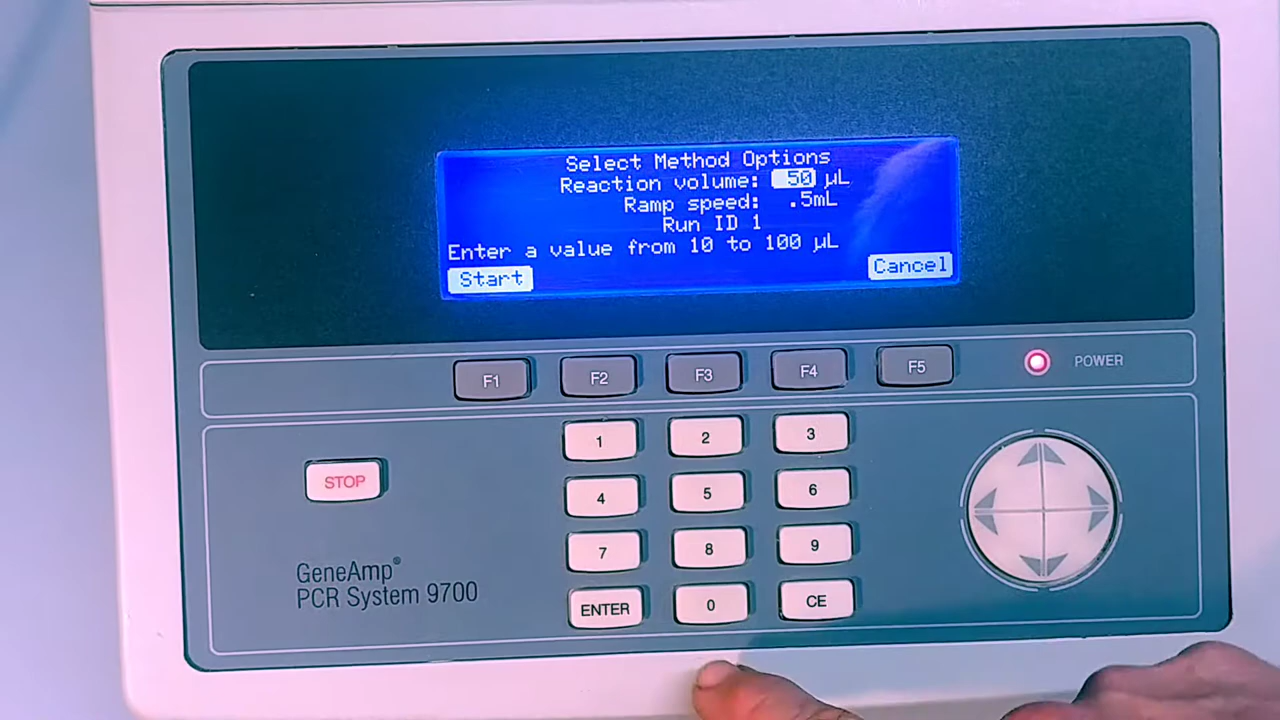 Select Method Options
Reaction volume: 50 µL
Ramp speed: .5mL
Run ID 1
Enter a value from 10 to 100 µL
Start Cancel
F1 F2 F3 F4 F5 POWER
1 2 3
STOP 4 5 6
7 8 9
GeneAmp®
PCR System 9700
ENTER 0 CE